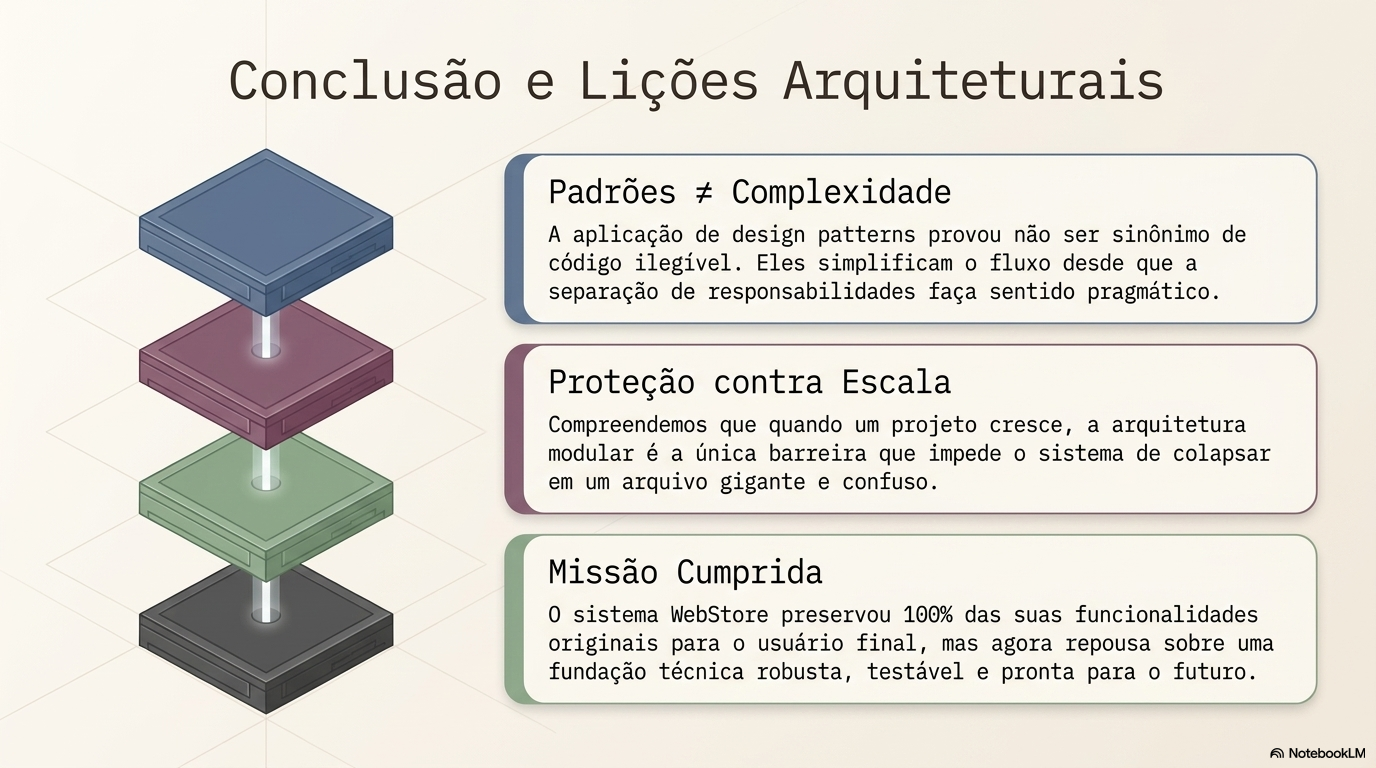 Conclusão e Lições Arquiteturais
Padrões ≠ Complexidade
A aplicação de design patterns provou não ser sinônimo de
código ilegível. Eles simplificam o fluxo desde que a
separação de responsabilidades faça sentido pragmático.
Proteção contra Escala
Compreendemos que quando um projeto cresce, a arquitetura
modular é a única barreira que impede o sistema de colapsar
em um arquivo gigante e confuso.
Missão Cumprida
O sistema WebStore preservou 100% das suas funcionalidades
originais para o usuário final, mas agora repousa sobre uma
fundação técnica robusta, testável e pronta para o futuro.
NotebookLM